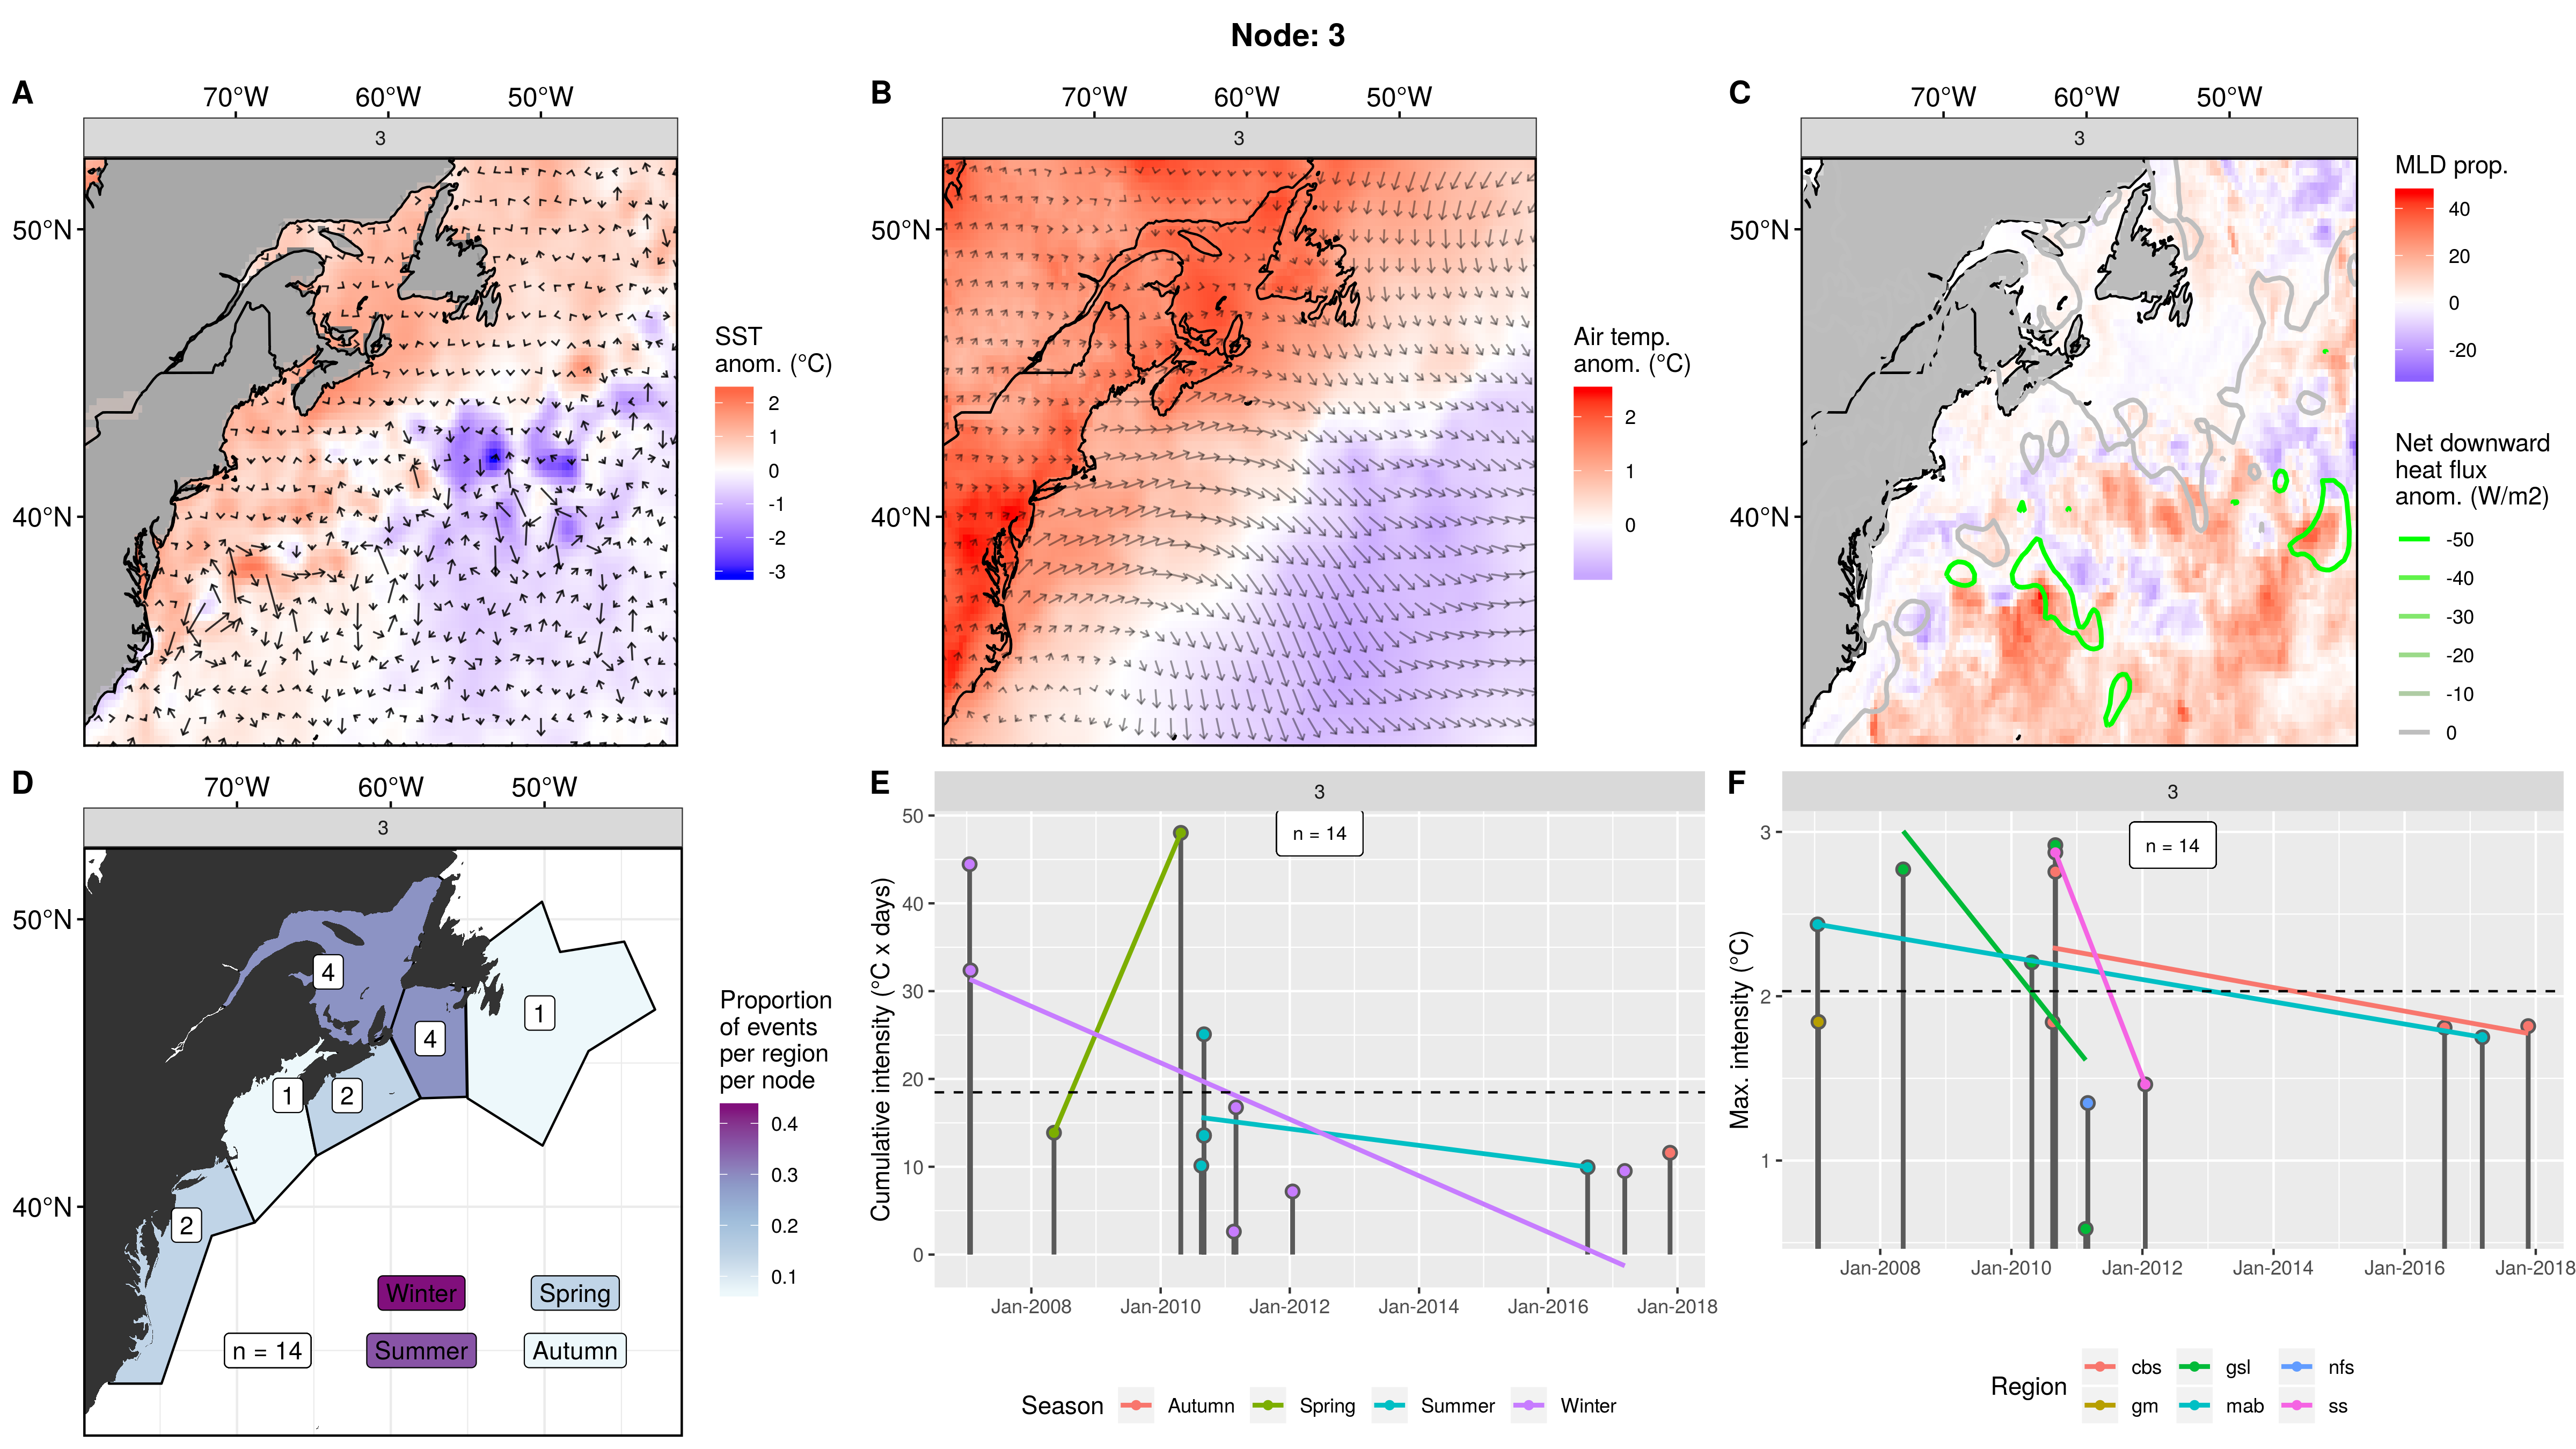 Node: 3
A
70°W 60°W 50°W
3
50°N
40°N
SST
anom. (°C)
2
1
0
-1
-2
-3
B
70°W 60°W 50°W
3
50°N
40°N
Air temp.
anom. (°C)
2
1
0
C
70°W 60°W 50°W
3
50°N
40°N
MLD prop.
40
20
0
-20
Net downward
heat flux
anom. (W/m2)
-50
-40
-30
-20
-10
0
D
70°W 60°W 50°W
3
50°N
40°N
4
4
1
1
2
2
Winter Spring
n = 14 Summer Autumn
Proportion
of events
per region
per node
0.4
0.3
0.2
0.1
E
3
n = 14
Cumulative intensity (°C x days)
50
40
30
20
10
0
Jan-2008 Jan-2010 Jan-2012 Jan-2014 Jan-2016 Jan-2018
Season Autumn Spring Summer Winter
F
3
n = 14
Max. intensity (°C)
3
2
1
Jan-2008 Jan-2010 Jan-2012 Jan-2014 Jan-2016 Jan-2018
Region
cbs gsl nfs
gm mab ss